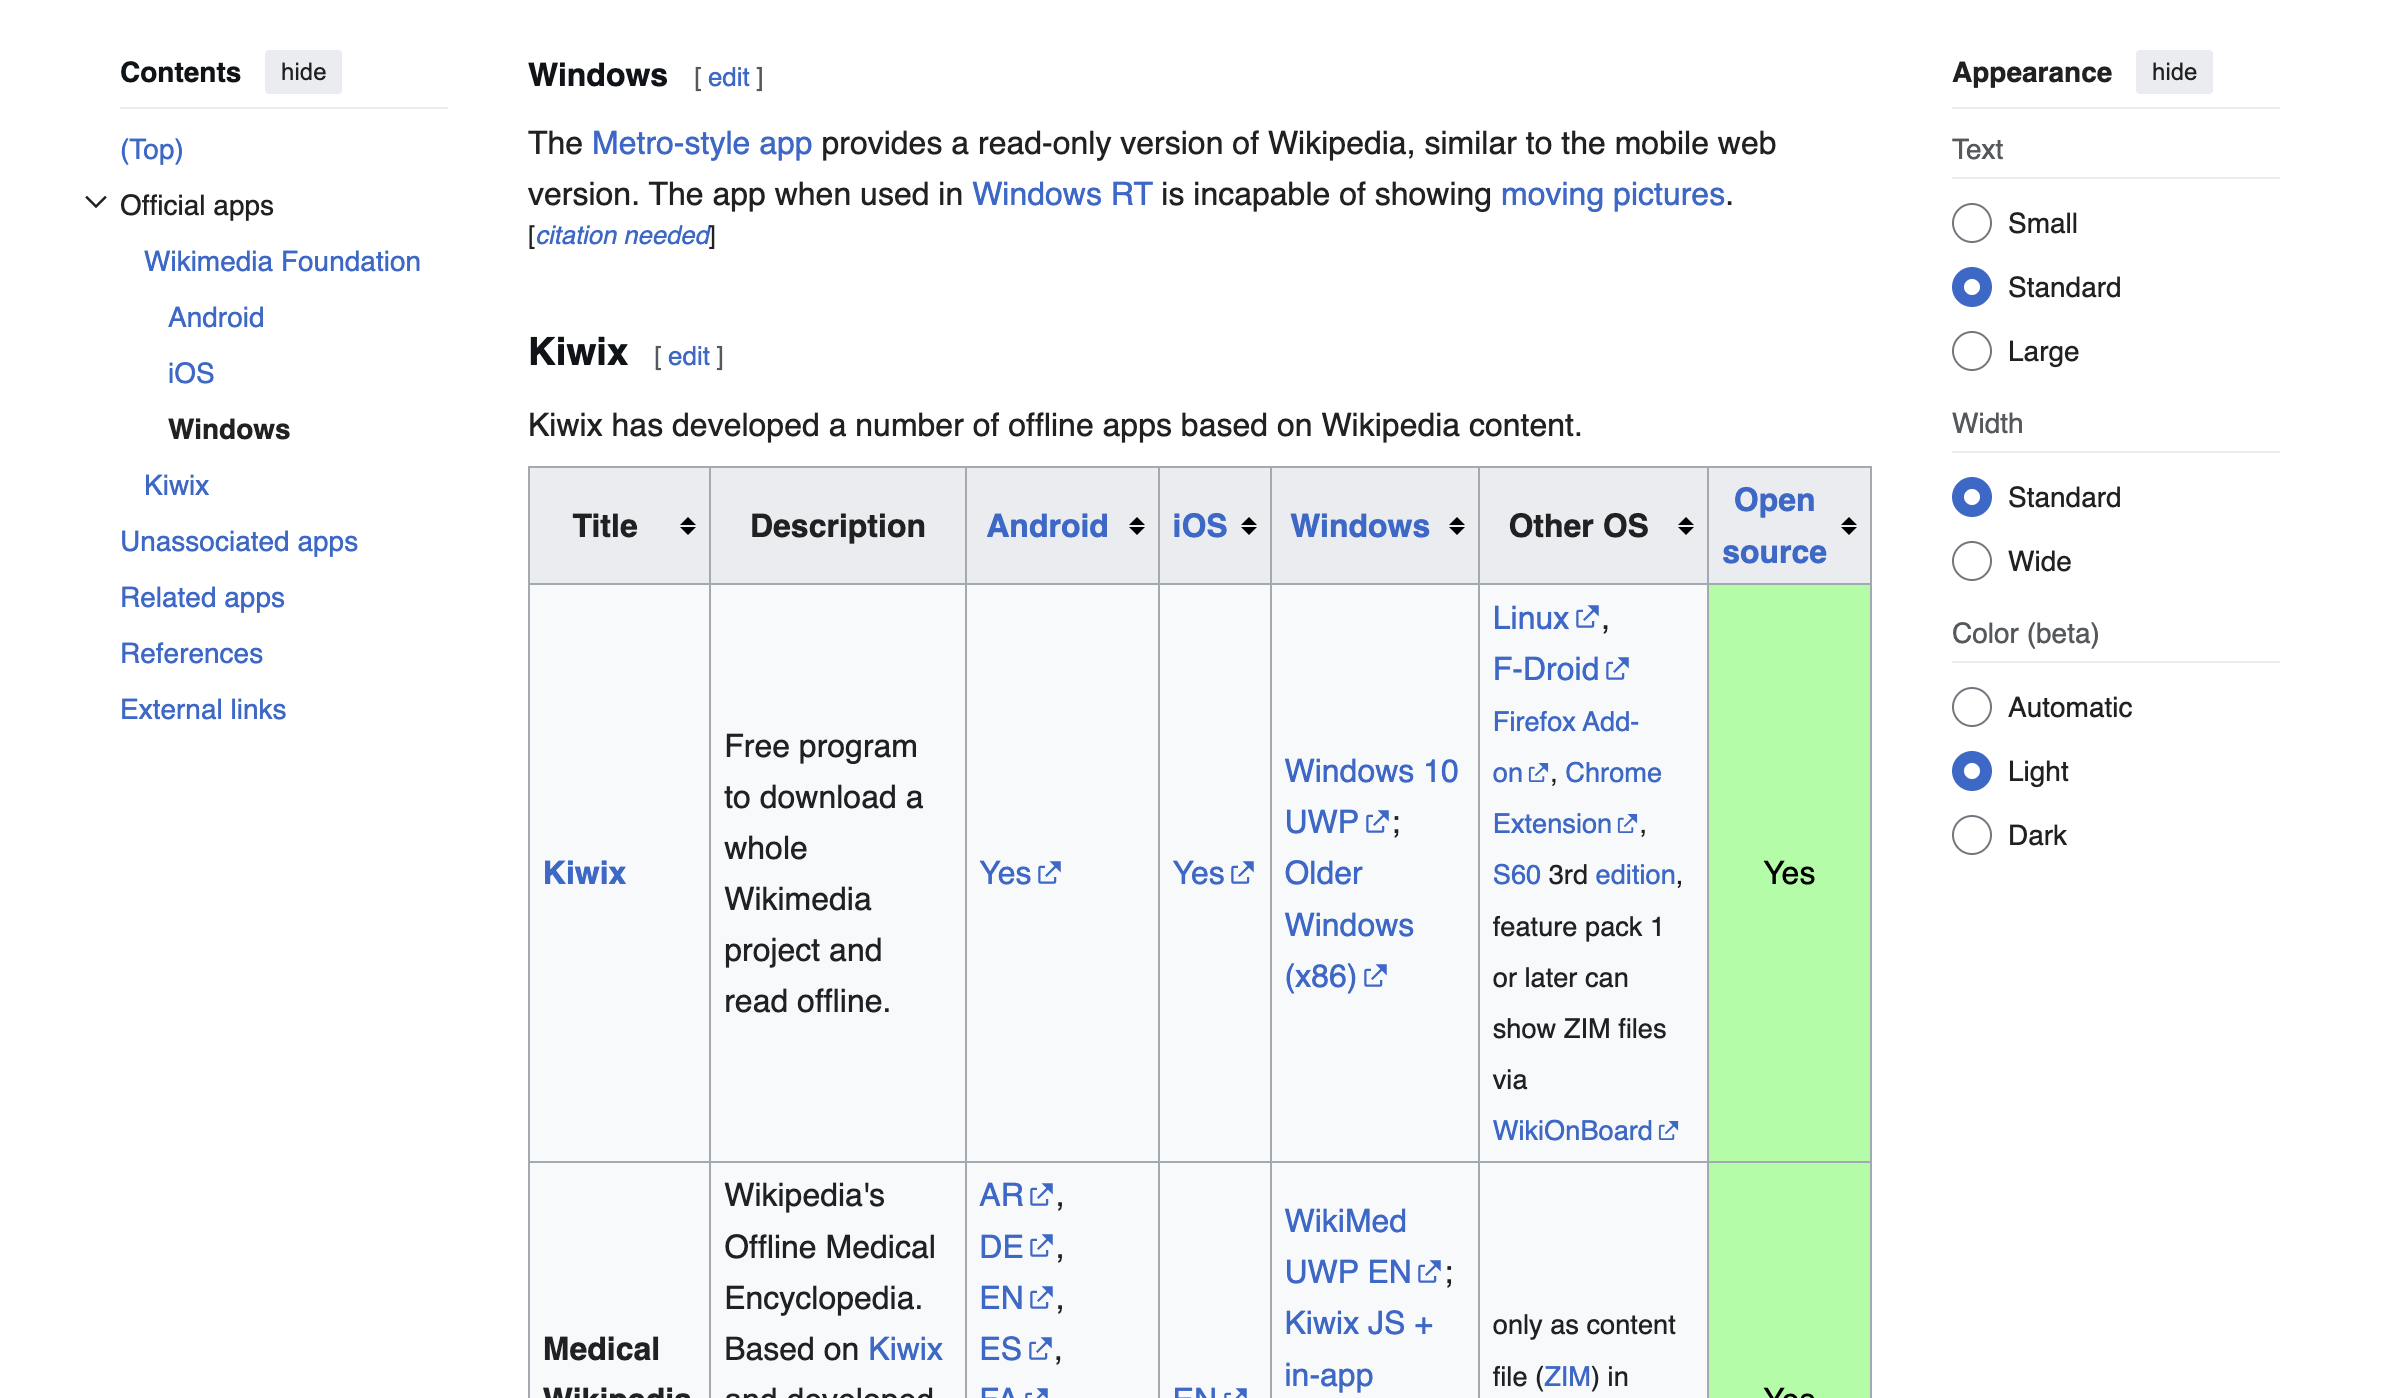 Contents hide
(Top)
Official apps
Wikimedia Foundation
Android
iOS
Windows
Kiwix
Unassociated apps
Related apps
References
External links
Windows [ edit ]
The Metro-style app provides a read-only version of Wikipedia, similar to the mobile web
version. The app when used in Windows RT is incapable of showing moving pictures.
[citation needed]
Kiwix [ edit ]
Kiwix has developed a number of offline apps based on Wikipedia content.
Title Description Android iOS Windows Other OS Open
source
Kiwix
Free program
to download a
whole
Wikimedia
project and
read offline.
Yes
Yes
Windows 10
UWP;
Older
Windows
(x86)
Linux,
F-Droid
Firefox Add-
on, Chrome
Extension,
S60 3rd edition,
feature pack 1
or later can
show ZIM files
via
WikiOnBoard
Yes
Medical
Wikipedia
Wikipedia's
Offline Medical
Encyclopedia.
Based on Kiwix
and developed
AR,
DE,
EN,
ES,
FA
EN
WikiMed
UWP EN;
Kiwix JS +
in-app
only as content
file (ZIM) in
Yes
Appearance hide
Text
Small
Standard
Large
Width
Standard
Wide
Color (beta)
Automatic
Light
Dark